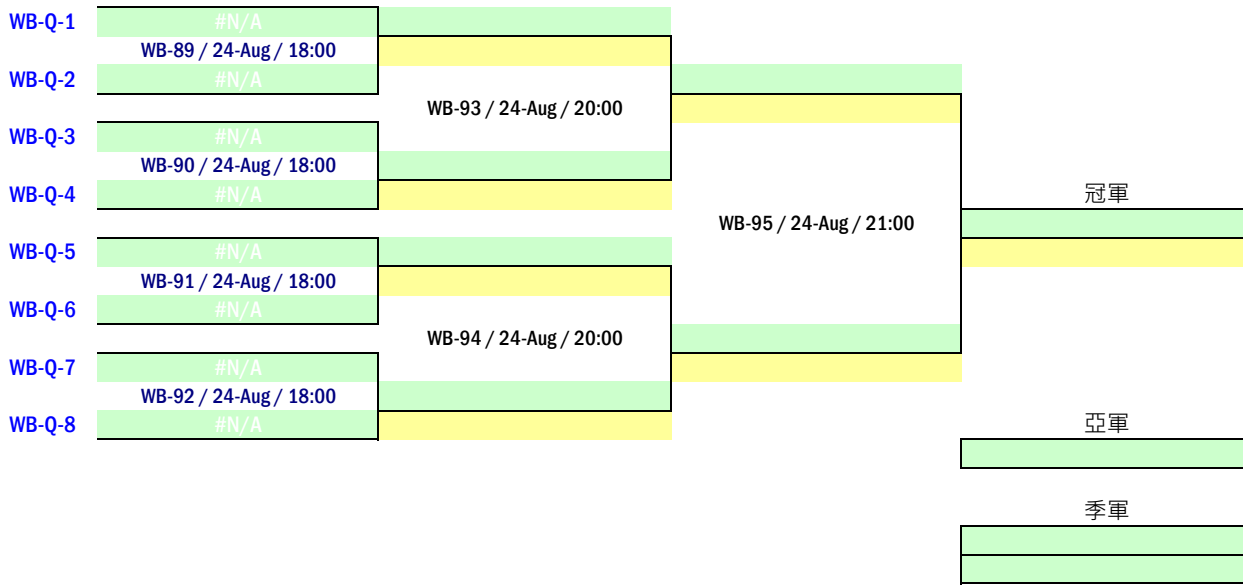 WB-Q-1 #N/A
WB-89 / 24-Aug / 18:00
WB-Q-2 #N/A
WB-93 / 24-Aug / 20:00
WB-Q-3 #N/A
WB-90 / 24-Aug / 18:00
WB-Q-4 #N/A
冠軍
WB-95 / 24-Aug / 21:00
WB-Q-5 #N/A
WB-91 / 24-Aug / 18:00
WB-Q-6 #N/A
WB-94 / 24-Aug / 20:00
WB-Q-7 #N/A
WB-92 / 24-Aug / 18:00
WB-Q-8 #N/A
亞軍
季軍